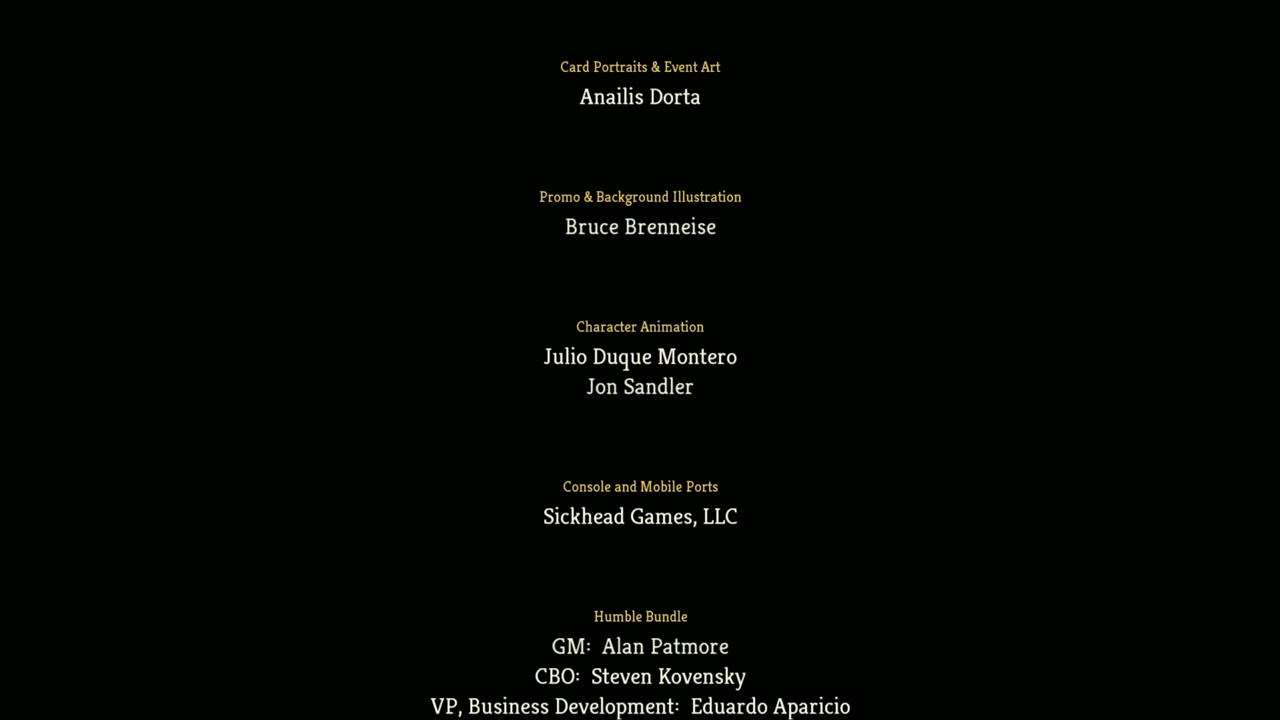 Card Portraits & Event Art
Anailis Dorta
Promo & Background Illustration
Bruce Brenneise
Character Animation
Julio Duque Montero
Jon Sandler
Console and Mobile Ports
Sickhead Games, LLC
Humble Bundle
GM:  Alan Patmore
CBO:  Steven Kovensky
VP, Business Development:  Eduardo Aparicio